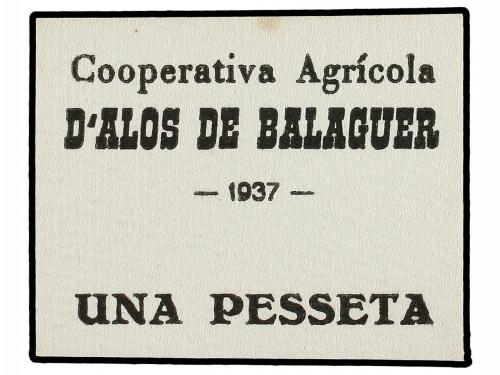 Cooperativa Agrícola
D'ALOS DE BALAGUER
— 1937 —
UNA PESSETA